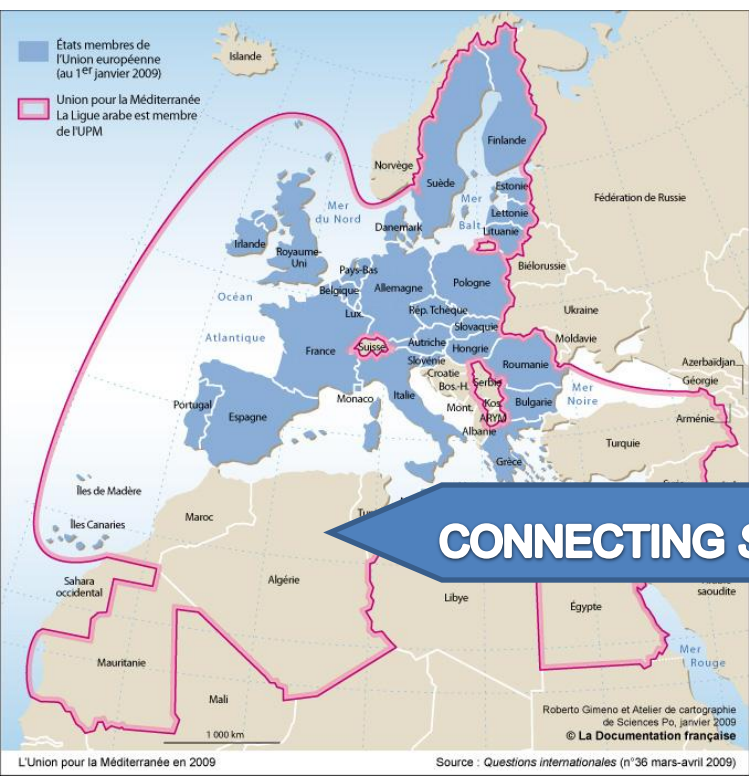 États membres de
l'Union européenne
(au 1er janvier 2009)
Union pour la Méditerranée
La Ligue arabe est membre
de l'UPM
Islande
Norvège
Suède
Finlande
Estonie
Lettonie
Lituanie
Mer
Balt
Mer
du Nord
Danemark
Fédération de Russie
Irlande
Royaume-
Uni
Pays-Bas
Belgique
Lux.
Allemagne
Pologne
Biélorussie
Rép. Tchèque
Slovaquie
Ukraine
Moldavie
Océan
Atlantique
France
Suisse
Autriche
Hongrie
Slovénie
Croatie
Bos.-H.
Serbie
Roumanie
Mer
Noire
Azerbaïdjan
Géorgie
Arménie
Portugal
Espagne
Monaco
Italie
Mont.
Kos.
ARYM
Albanie
Bulgarie
Grèce
Turquie
Îles de Madère
Îles Canaries
Maroc
CONNECTING
Sahara
occidental
Algérie
Libye
Égypte
saoudite
Mer
Rouge
Mauritanie
Mali
1 000 km
Roberto Gimeno et Atelier de cartographie
de Sciences Po, janvier 2009
© La Documentation française
L'Union pour la Méditerranée en 2009
Source : Questions internationales (n°36 mars-avril 2009)